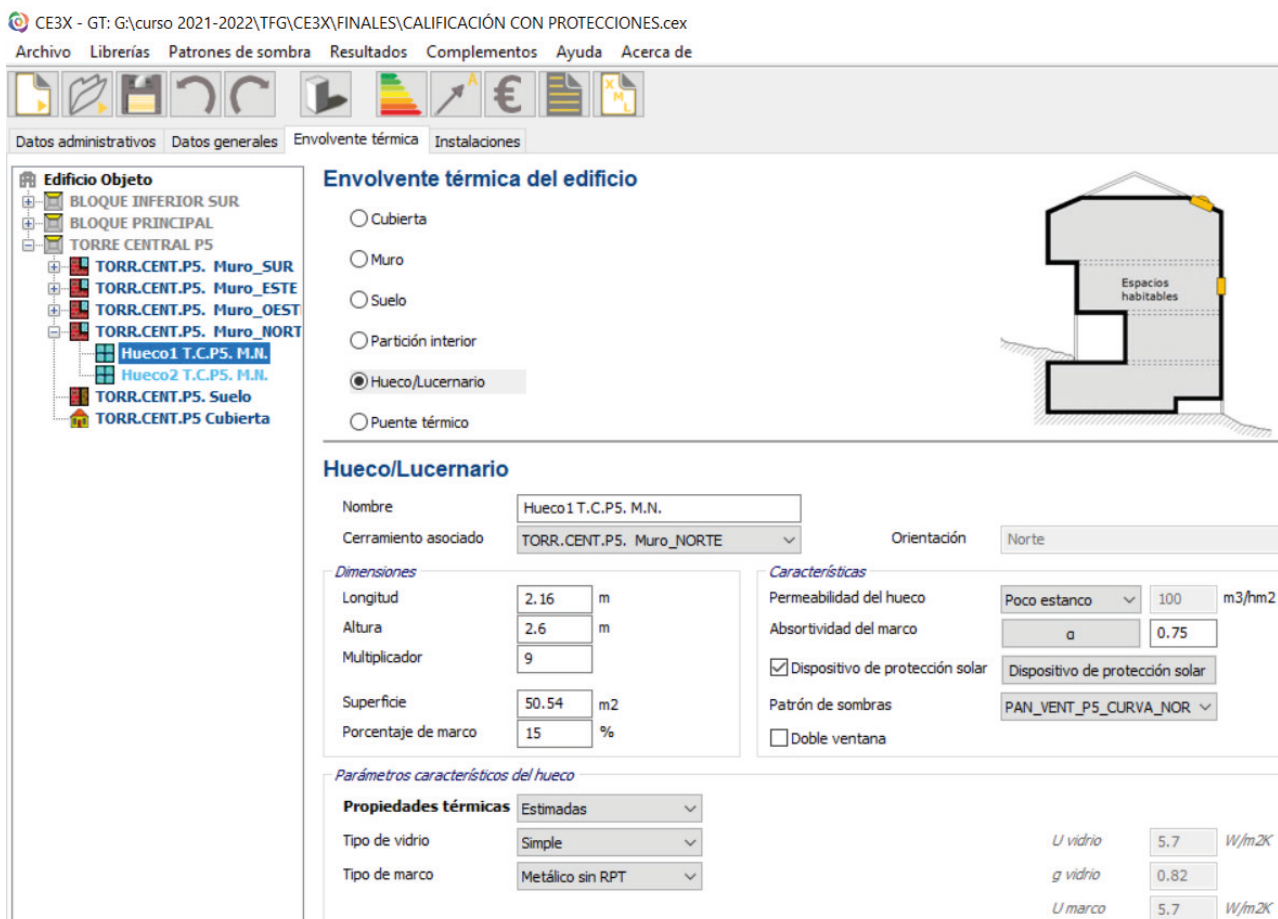 CE3X - GT: G:\curso 2021-2022\TFG\CE3X\FINALES\CALIFICACIÓN CON PROTECCIONES.cex
Archivo Librerías Patrones de sombra Resultados Complementos Ayuda Acerca de
A € X M L
Datos administrativos Datos generales Envolvente térmica Instalaciones
Edificio Objeto
BLOQUE INFERIOR SUR
BLOQUE PRINCIPAL
TORRE CENTRAL P5
TORR.CENT.P5. Muro_SUR
TORR.CENT.P5. Muro_ESTE
TORR.CENT.P5. Muro_OEST
TORR.CENT.P5. Muro_NORT
Hueco1 T.C.P5. M.N.
Hueco2 T.C.P5. M.N.
TORR.CENT.P5. Suelo
TORR.CENT.P5 Cubierta
Envolvente térmica del edificio
Cubierta
Muro
Suelo
Partición interior
Hueco/Lucernario
Puente térmico
Espacios
habitables
Hueco/Lucernario
Nombre Hueco1 T.C.P5. M.N.
Cerramiento asociado TORR.CENT.P5. Muro_NORTE Orientación Norte
Dimensiones
Longitud 2.16 m
Altura 2.6 m
Multiplicador 9
Superficie 50.54 m2
Porcentaje de marco 15 %
Características
Permeabilidad del hueco Poco estanco 100 m3/hm2
Absortividad del marco α 0.75
Dispositivo de protección solar Dispositivo de protección solar
Patrón de sombras PAN_VENT_P5_CURVA_NOR
Doble ventana
Parámetros característicos del hueco
Propiedades térmicas Estimadas
Tipo de vidrio Simple U vidrio 5.7 W/m2K
Tipo de marco Metálico sin RPT g vidrio 0.82
U marco 5.7 W/m2K